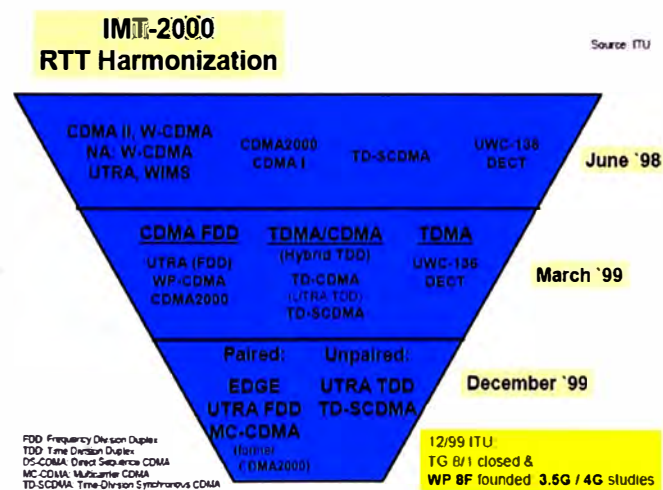 IMT-2000
RTT Harmonization
Source ITU
CDMA II, W-CDMA
NA: W-CDMA
UTRA, WIMS
CDMA2000
CDMA I
TD-SCDMA
UWC-136
DECT
June `98
CDMA FDD
UTRA (FDD)
WP-CDMA
CDMA2000
TDMA/CDMA
(Hybrid TDD)
TD-CDMA
(UTRA TDD)
TD-SCDMA
TDMA
UWC-136
DECT
March `99
Paired:
EDGE
UTRA FDD
MC-CDMA
(former
CDMA2000)
Unpaired:
UTRA TDD
TD-SCDMA
December `99
FDD: Frequency Division Duplex
TDD: Time Division Duplex
DS-CDMA: Direct Sequence CDMA
MC-CDMA: Multicarrier CDMA
TD-SCDMA: Time-Division Synchronous CDMA
12/99 ITU:
TG 8/1 closed &
WP 8F founded: 3.5G / 4G studies